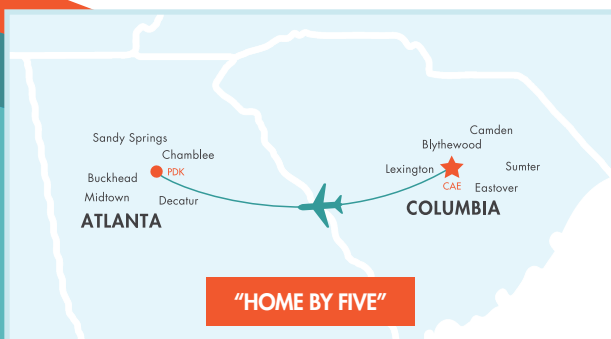 Sandy Springs
Chamblee
PDK
Buckhead
Midtown
Decatur
ATLANTA
Camden
Blythewood
Lexington
Sumter
CAE
Eastover
COLUMBIA
“HOME BY FIVE”